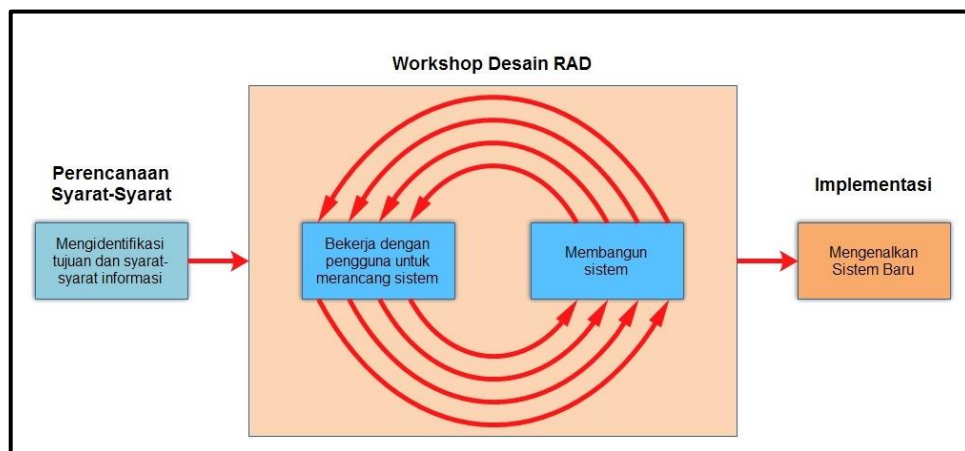 Workshop Desain RAD
Perencanaan
Syarat-Syarat
Mengidentifikasi
tujuan dan syarat-
syarat informasi
Bekerja dengan
pengguna untuk
merancang sistem
Membangun
sistem
Implementasi
Mengenalkan
Sistem Baru